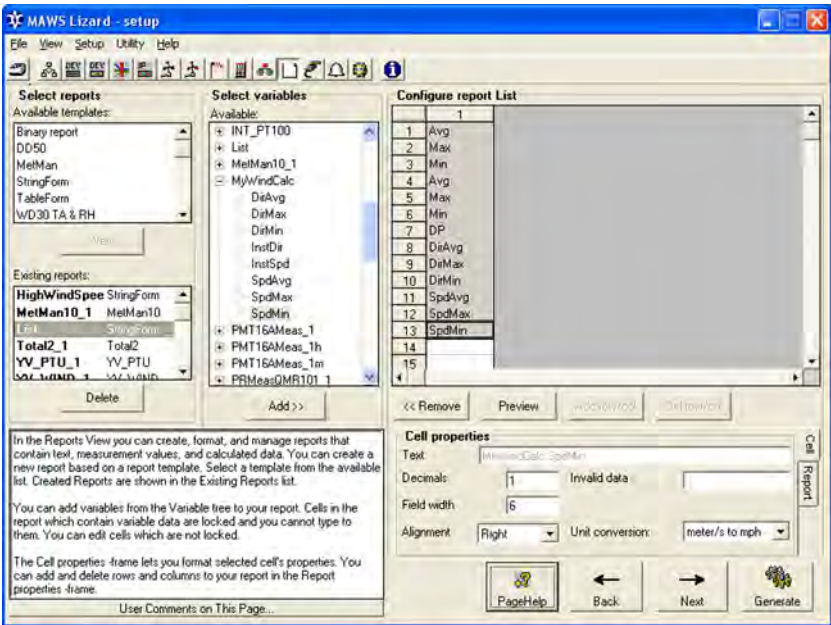 MAWS Lizard - setup
File View Setup Utility Help
Select reports
Available templates:
Binary report
DD50
MetMan
StringForm
TableForm
WD30 TA & RH
Existing reports:
HighWindSpee StringForm
MetMan10_1 MetMan10
List StringForm
Total2_1 Total2
YV_PTU_1 YV_PTU
YV_WIND_1 YV_WIND
Delete
Select variables
Available:
INT_PT100
List
MetMan10_1
MyWindCalc
DirAvg
DirMax
DirMin
InstDir
InstSpd
SpdAvg
SpdMax
SpdMin
PMT16AMeas_1
PMT16AMeas_1h
PMT16AMeas_1m
PRMeasQMR101_1
Add >>
Configure report List
1
1 Avg
2 Max
3 Min
4 Avg
5 Max
6 Min
7 DP
8 DirAvg
9 DirMax
10 DirMin
11 SpdAvg
12 SpdMax
13 SpdMin
14
15
<< Remove Preview
Cell properties
Text MyWindCalc SpdMin
Decimals 1 Invalid data
Field width 6
Alignment Right Unit conversion: meter/s to mph
Cell
Report
In the Reports View you can create, format, and manage reports that
contain text, measurement values, and calculated data. You can create a
new report based on a report template. Select a template from the available
list. Created Reports are shown in the Existing Reports list.
You can add variables from the Variable tree to your report. Cells in the
report which contain variable data are locked and you cannot type to
them. You can edit cells which are not locked.
The Cell properties -frame lets you format selected cell's properties. You
can add and delete rows and columns to your report in the Report
properties -frame.
User Comments on This Page...
PageHelp Back Next Generate